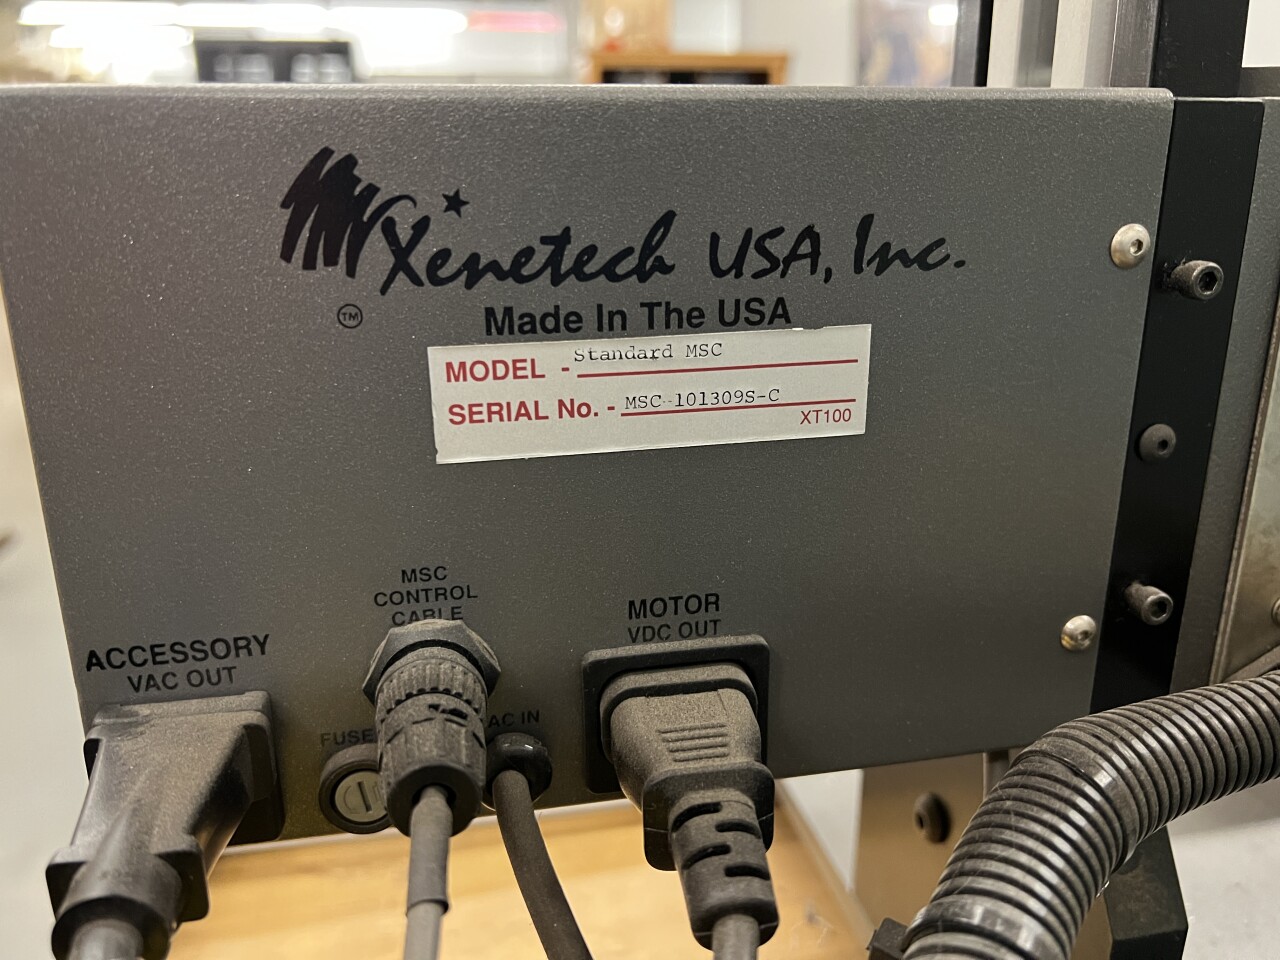 Xenetech USA, Inc.
TM
Made In The USA
MODEL - Standard MSC
SERIAL No. - MSC-101309S-C
XT100
MSC
CONTROL
CABLE
ACCESSORY
VAC OUT
FUSE
AC IN
MOTOR
VDC OUT